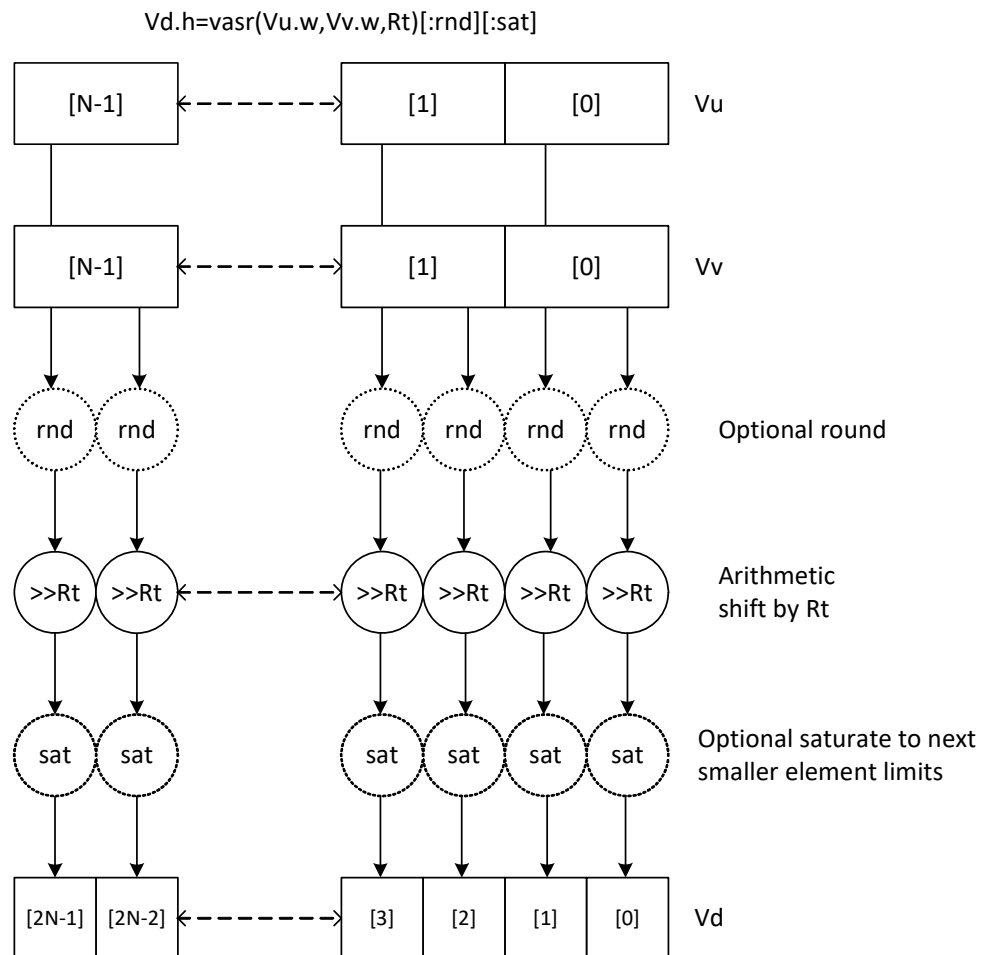 Vd.h=vasr(Vu.w,Vv.w,Rt)[:rnd][:sat]
[N-1] [1] [0] Vu
[N-1] [1] [0] Vv
rnd rnd rnd rnd rnd rnd Optional round
>>Rt >>Rt >>Rt >>Rt >>Rt >>Rt Arithmetic
shift by Rt
sat sat sat sat sat sat Optional saturate to next
smaller element limits
[2N-1] [2N-2] [3] [2] [1] [0] Vd